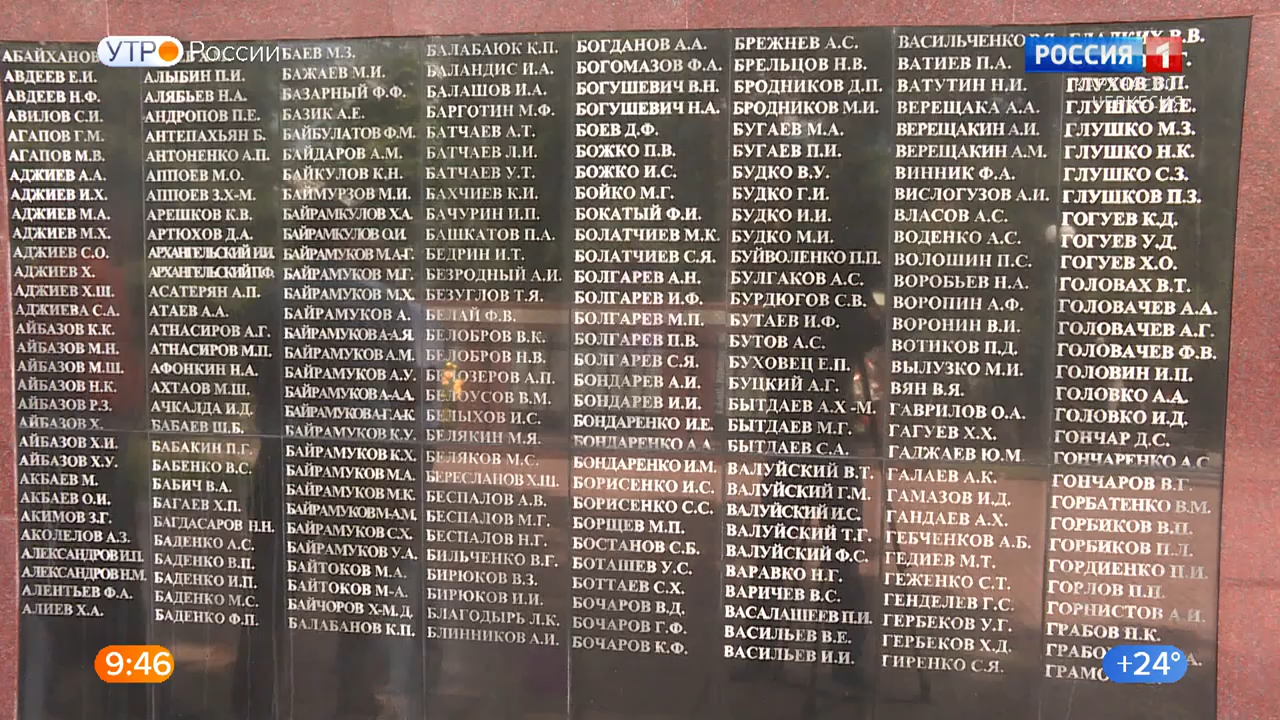 УТРО России
РОССИЯ 1
АБАЙХАНОВ
АВДЕЕВ Е.И.
АВДЕЕВ Н.Ф.
АВИЛОВ С.И.
АГАПОВ Г.М.
АГАПОВ М.В.
АДЖИЕВ А.А.
АДЖИЕВ И.Х.
АДЖИЕВ М.А.
АДЖИЕВ М.Х.
АДЖИЕВ С.О.
АДЖИЕВ Х.
АДЖИЕВ Х.Ш.
АДЖИЕВА С.А.
АЙБАЗОВ К.К.
АЙБАЗОВ М.Н.
АЙБАЗОВ М.Ш.
АЙБАЗОВ Н.К.
АЙБАЗОВ Р.З.
АЙБАЗОВ Х.
АЙБАЗОВ Х.И.
АЙБАЗОВ Х.У.
АКБАЕВ М.
АКБАЕВ О.И.
АКИМОВ З.Г.
АКОЛЕЛОВ А.З.
АЛЕКСАНДРОВ И.П.
АЛЕКСАНДРОВ Н.М.
АЛЕНТЬЕВ Ф.А.
АЛИЕВ Х.А.
АЛЫБИН П.И.
АЛЯБЬЕВ Н.А.
АНДРОПОВ П.Е.
АНТЕПАХЬЯН Б.
АНТОНЕНКО А.П.
АППОЕВ М.О.
АППОЕВ З.Х-М.
АРЕШКОВ К.В.
АРТЮХОВ Д.А.
АРХАНГЕЛЬСКИЙ И.И.
АРХАНГЕЛЬСКИЙ П.Ф.
АСАТЕРЯН А.П.
АТАЕВ А.А.
АТНАСИРОВ А.Г.
АТНАСИРОВ М.П.
АФОНКИН Н.А.
АХТАОВ М.Ш.
АЧКАЛДА И.Д.
БАБАЕВ Ш.Б.
БАБАКИН П.Г.
БАБЕНКО В.С.
БАБИЧ В.А.
БАГАЕВ Х.П.
БАГДАСАРОВ Н.Н.
БАДЕНКО А.С.
БАДЕНКО В.П.
БАДЕНКО И.П.
БАДЕНКО М.С.
БАДЕНКО Ф.П.
БАЕВ М.З.
БАЖАЕВ М.И.
БАЗАРНЫЙ Ф.Ф.
БАЗИК А.Е.
БАЙБУЛАТОВ Ф.М.
БАЙДАРОВ А.М.
БАЙКУЛОВ К.Н.
БАЙМУРЗОВ М.И.
БАЙРАМКУЛОВ Х.А.
БАЙРАМКУЛОВ О.И.
БАЙРАМУКОВ М.А-Г.
БАЙРАМУКОВ М.Г.
БАЙРАМУКОВ М.Х.
БАЙРАМУКОВ А.
БАЙРАМУКОВ А-А.Я.
БАЙРАМУКОВ А.М.
БАЙРАМУКОВ А.У.
БАЙРАМУКОВ А-А.А.
БАЙРАМУКОВ А-Г.А-К.
БАЙРАМУКОВ К.У.
БАЙРАМУКОВ К.Х.
БАЙРАМУКОВ М.А.
БАЙРАМУКОВ М.К.
БАЙРАМУКОВ М-А.М.
БАЙРАМУКОВ С.Х.
БАЙРАМУКОВ У.А.
БАЙТОКОВ М.А.
БАЙТОКОВ М-А.
БАЙЧОРОВ Х-М.Д.
БАЛАБАНОВ К.П.
БАЛАБАЮК К.П.
БАЛАНДИС И.А.
БАЛАШОВ И.А.
БАРГОТИН М.Ф.
БАТЧАЕВ А.Т.
БАТЧАЕВ Л.И.
БАТЧАЕВ У.Т.
БАХЧИЕВ К.И.
БАЧУРИН И.П.
БАШКАТОВ П.А.
БЕДРИН И.Т.
БЕЗРОДНЫЙ А.И.
БЕЗУГЛОВ Т.Я.
БЕЛАЙ Ф.В.
БЕЛОБРОВ В.К.
БЕЛОБРОВ Н.В.
БЕЛОЗЕРОВ А.П.
БЕЛОУСОВ В.М.
БЕЛЫХОВ И.С.
БЕЛЯКИН М.Я.
БЕЛЯКОВ М.С.
БЕРЕСЛАНОВ Х.Ш.
БЕСПАЛОВ А.В.
БЕСПАЛОВ М.Г.
БЕСПАЛОВ Н.Г.
БИЛЬЧЕНКО В.Г.
БИРЮКОВ В.З.
БИРЮКОВ И.И.
БЛАГОДЫРЬ Л.К.
БЛИННИКОВ А.И.
БОГДАНОВ А.А.
БОГОМАЗОВ Ф.А.
БОГУШЕВИЧ В.Н.
БОГУШЕВИЧ Н.А.
БОЕВ Д.Ф.
БОЖКО П.В.
БОЖКО И.С.
БОЙКО М.Г.
БОКАТЫЙ Ф.И.
БОЛАТЧИЕВ М.К.
БОЛАТЧИЕВ С.Я.
БОЛГАРЕВ А.Н.
БОЛГАРЕВ И.Ф.
БОЛГАРЕВ М.П.
БОЛГАРЕВ П.В.
БОЛГАРЕВ С.Я.
БОНДАРЕВ А.И.
БОНДАРЕВ И.И.
БОНДАРЕНКО И.Е.
БОНДАРЕНКО А.А.
БОНДАРЕНКО И.М.
БОРИСЕНКО И.С.
БОРИСЕНКО С.С.
БОРЩЕВ М.П.
БОСТАНОВ С.Б.
БОТАШЕВ У.С.
БОТТАЕВ С.Х.
БОЧАРОВ В.Д.
БОЧАРОВ Г.Ф.
БОЧАРОВ К.Ф.
БРЕЖНЕВ А.С.
БРЕЛЬЦОВ Н.В.
БРОДНИКОВ Д.П.
БРОДНИКОВ М.И.
БУГАЕВ М.А.
БУГАЕВ П.И.
БУДКО В.У.
БУДКО Г.И.
БУДКО И.И.
БУДКО М.И.
БУЙВОЛЕНКО П.П.
БУЛГАКОВ А.С.
БУРДЮГОВ С.В.
БУТАЕВ И.Ф.
БУТОВ А.С.
БУХОВЕЦ Е.П.
БУЦКИЙ А.Г.
БЫТДАЕВ А.Х-М.
БЫТДАЕВ М.Г.
БЫТДАЕВ С.А.
ВАЛУЙСКИЙ В.Т.
ВАЛУЙСКИЙ Г.М.
ВАЛУЙСКИЙ И.С.
ВАЛУЙСКИЙ Т.Г.
ВАЛУЙСКИЙ Ф.С.
ВАРАВКО Н.Г.
ВАРИЧЕВ В.С.
ВАСАЛАШЕЕВ П.И.
ВАСИЛЬЕВ В.Е.
ВАСИЛЬЕВ И.И.
ВАСИЛЬЧЕНКО
ВАТИЕВ П.А.
ВАТУТИН Н.И.
ВЕРЕЩАКА А.А.
ВЕРЕЩАКИН А.И.
ВЕРЕЩАКИН А.М.
ВИННИК Ф.А.
ВИСЛОГУЗОВ А.И.
ВЛАСОВ А.С.
ВОДЕНКО А.С.
ВОЛОШИН П.С.
ВОРОБЬЕВ Н.А.
ВОРОПИН А.Ф.
ВОРОНИН В.И.
ВОТИКОВ П.Д.
ВЫЛУЗКО М.И.
ВЯН В.Я.
ГАВРИЛОВ О.А.
ГАГУЕВ Х.Х.
ГАДЖАЕВ Ю.М.
ГАЛАЕВ А.К.
ГАМАЗОВ И.Д.
ГАНДАЕВ А.Х.
ГЕБЧЕНКОВ А.Б.
ГЕДИЕВ М.Т.
ГЕЖЕНКО С.Т.
ГЕНДЕЛЕВ Г.С.
ГЕРБЕКОВ У.Г.
ГЕРБЕКОВ Х.Д.
ГИРЕНКО С.Я.
ГЛАДКИХ В.В.
ГЛУХОВ В.П.
ГЛУШКО И.Е.
ГЛУШКО М.З.
ГЛУШКО Н.К.
ГЛУШКО С.З.
ГЛУШКОВ П.З.
ГОГУЕВ К.Д.
ГОГУЕВ У.Д.
ГОГУЕВ Х.О.
ГОЛОВАХ В.Т.
ГОЛОВАЧЕВ А.А.
ГОЛОВАЧЕВ А.Г.
ГОЛОВАЧЕВ Ф.В.
ГОЛОВИН И.П.
ГОЛОВКО А.А.
ГОЛОВКО И.Д.
ГОНЧАР Д.С.
ГОНЧАРЕНКО А.С.
ГОНЧАРОВ В.Г.
ГОРБАТЕНКО В.М.
ГОРБИКОВ В.П.
ГОРБИКОВ П.Л.
ГОРДИЕНКО П.И.
ГОРЛОВ П.П.
ГОРНИСТОВ А.И.
ГРАБОВ Н.К.
9:46
+24°